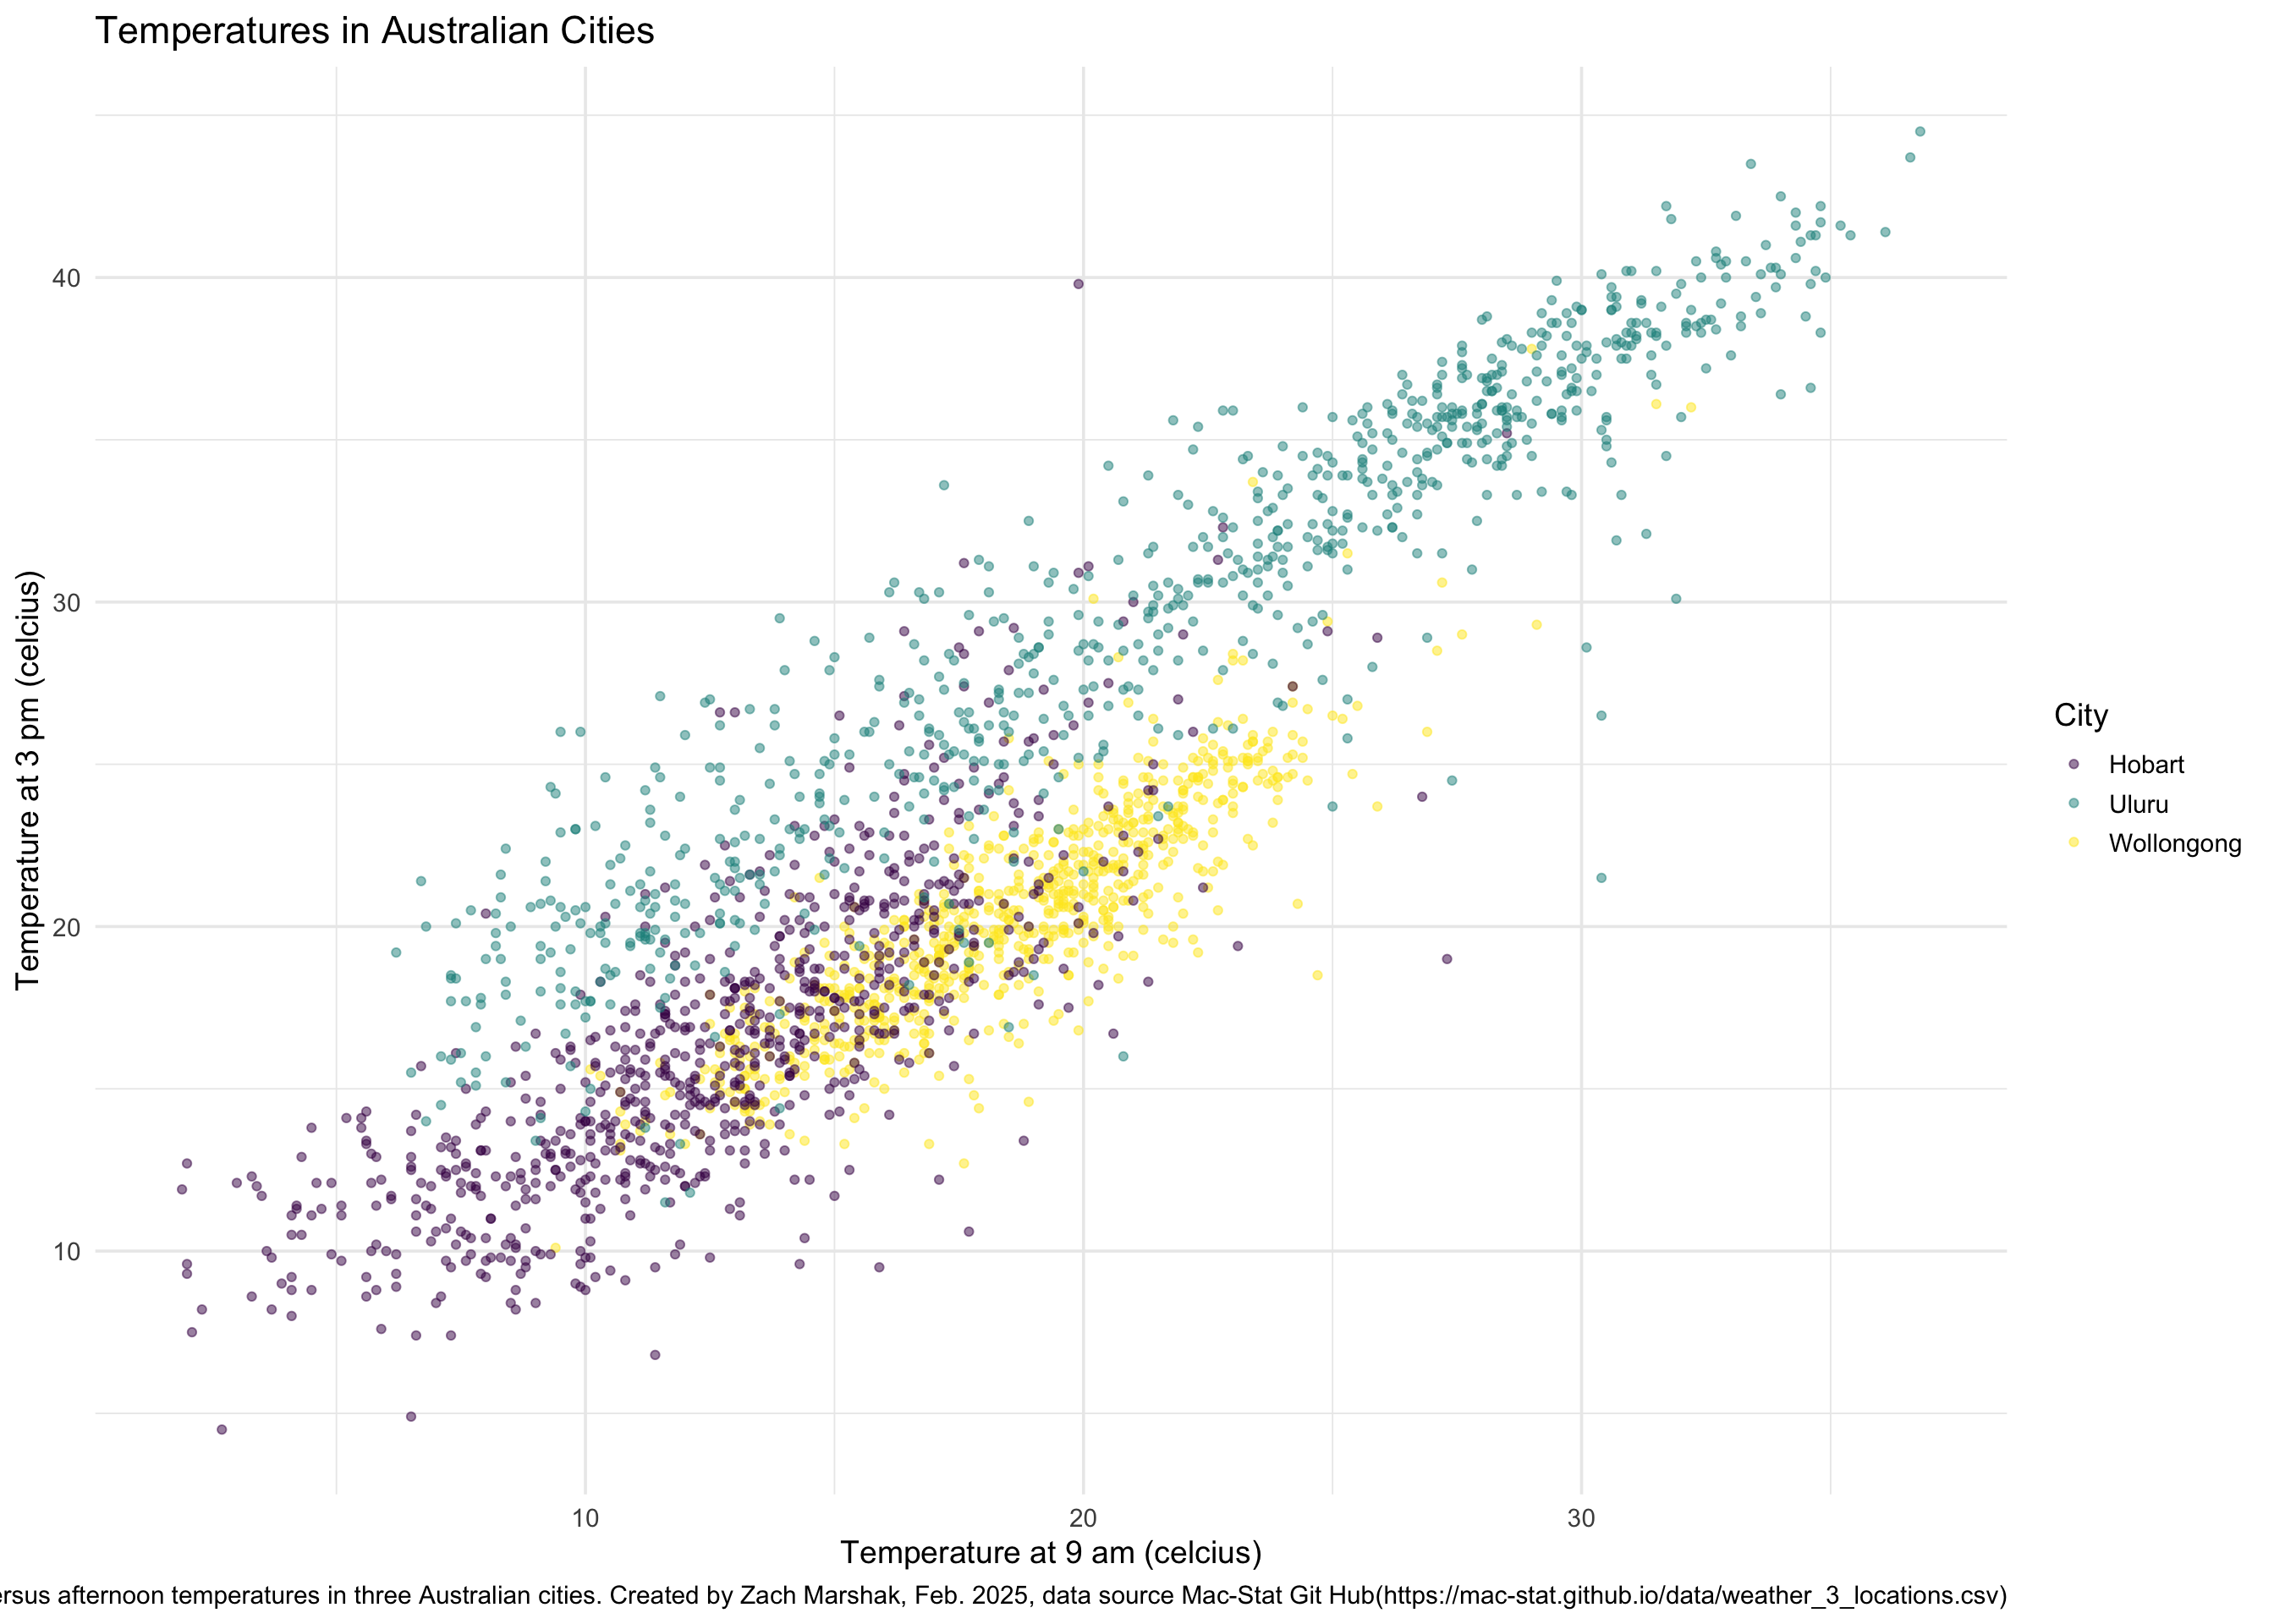 Temperatures in Australian Cities
Temperature at 3 pm (celcius)
40
30
20
10
10 20 30
Temperature at 9 am (celcius)
City
Hobart
Uluru
Wollongong
afternoon temperatures in three Australian cities. Created by Zach Marshak, Feb. 2025, data source Mac-Stat Git Hub(https://mac-stat.github.io/data/weather_3_locations.csv)